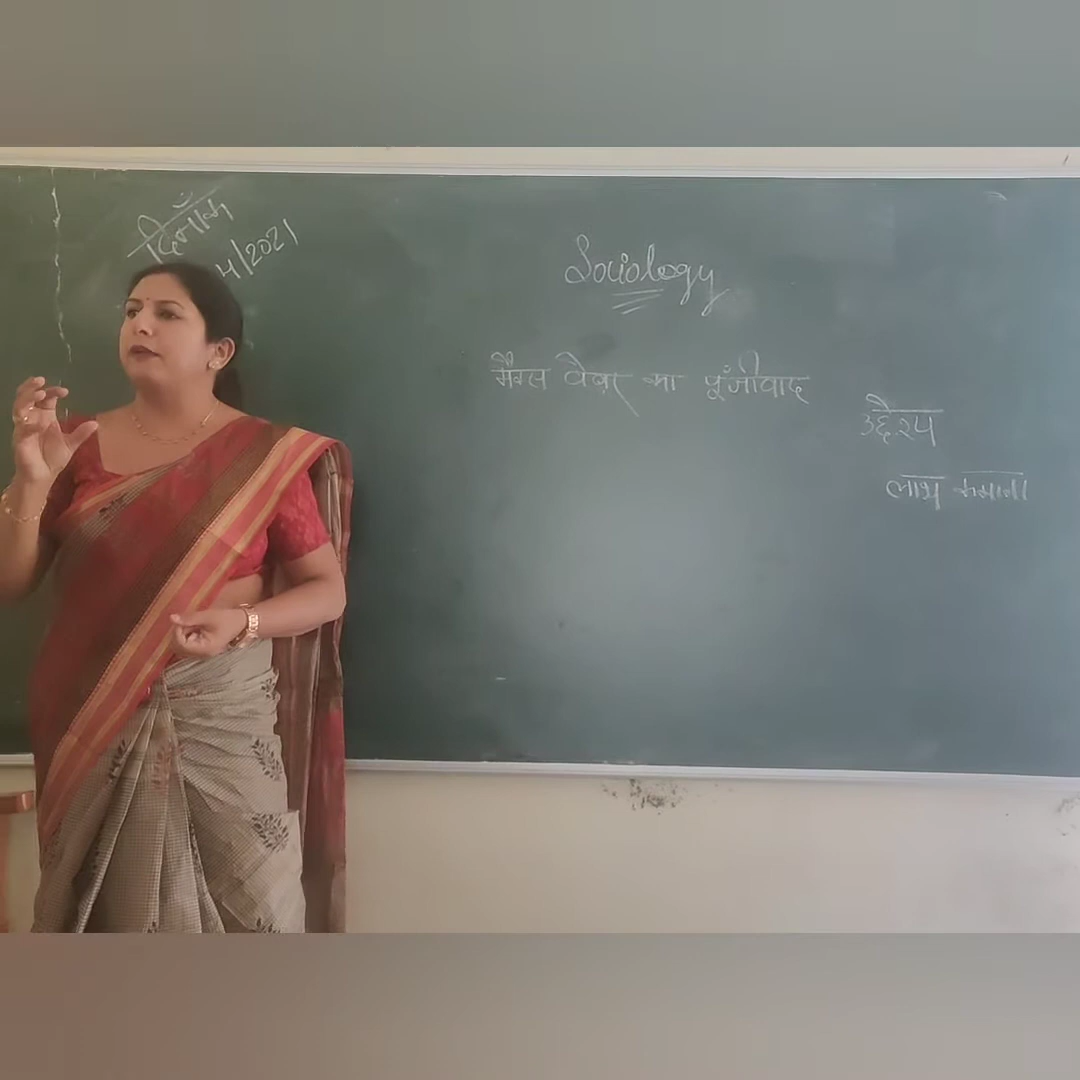 दिनाँक
4/2021
Sociology
मैक्स वैबर का पूंजीवाद
उद्देश्य
लाभ कमाना